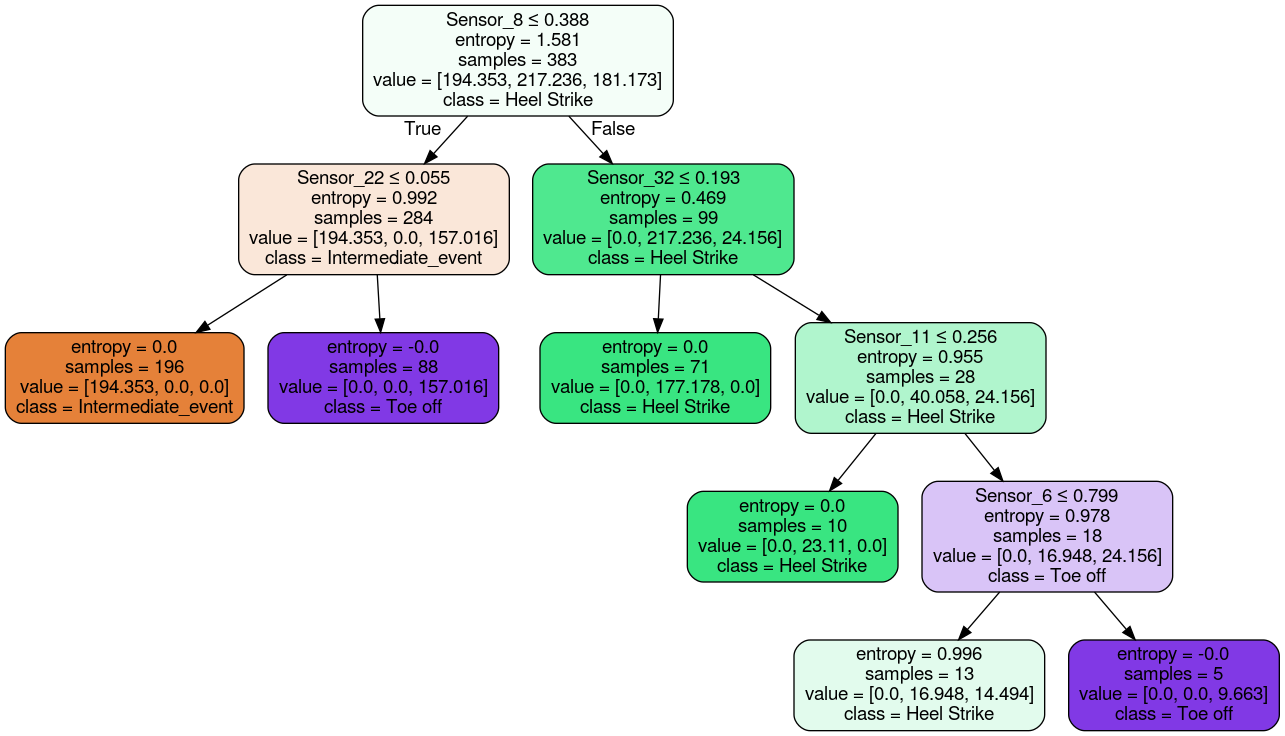 Sensor_8 ≤ 0.388
entropy = 1.581
samples = 383
value = [194.353, 217.236, 181.173]
class = Heel Strike
True
False
Sensor_22 ≤ 0.055
entropy = 0.992
samples = 284
value = [194.353, 0.0, 157.016]
class = Intermediate_event
Sensor_32 ≤ 0.193
entropy = 0.469
samples = 99
value = [0.0, 217.236, 24.156]
class = Heel Strike
entropy = 0.0
samples = 196
value = [194.353, 0.0, 0.0]
class = Intermediate_event
entropy = -0.0
samples = 88
value = [0.0, 0.0, 157.016]
class = Toe off
entropy = 0.0
samples = 71
value = [0.0, 177.178, 0.0]
class = Heel Strike
Sensor_11 ≤ 0.256
entropy = 0.955
samples = 28
value = [0.0, 40.058, 24.156]
class = Heel Strike
entropy = 0.0
samples = 10
value = [0.0, 23.11, 0.0]
class = Heel Strike
Sensor_6 ≤ 0.799
entropy = 0.978
samples = 18
value = [0.0, 16.948, 24.156]
class = Toe off
entropy = 0.996
samples = 13
value = [0.0, 16.948, 14.494]
class = Heel Strike
entropy = -0.0
samples = 5
value = [0.0, 0.0, 9.663]
class = Toe off